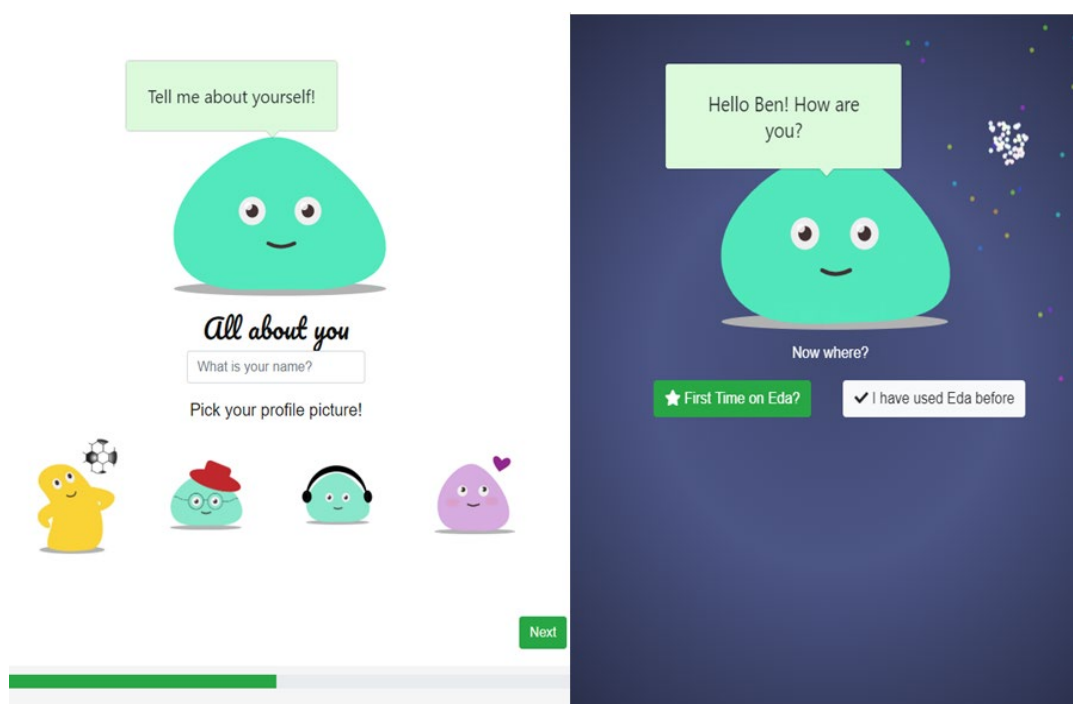 Tell me about yourself!
All about you
What is your name?
Pick your profile picture!
Next
Hello Ben! How are
you?
Now where?
First Time on Eda?
I have used Eda before